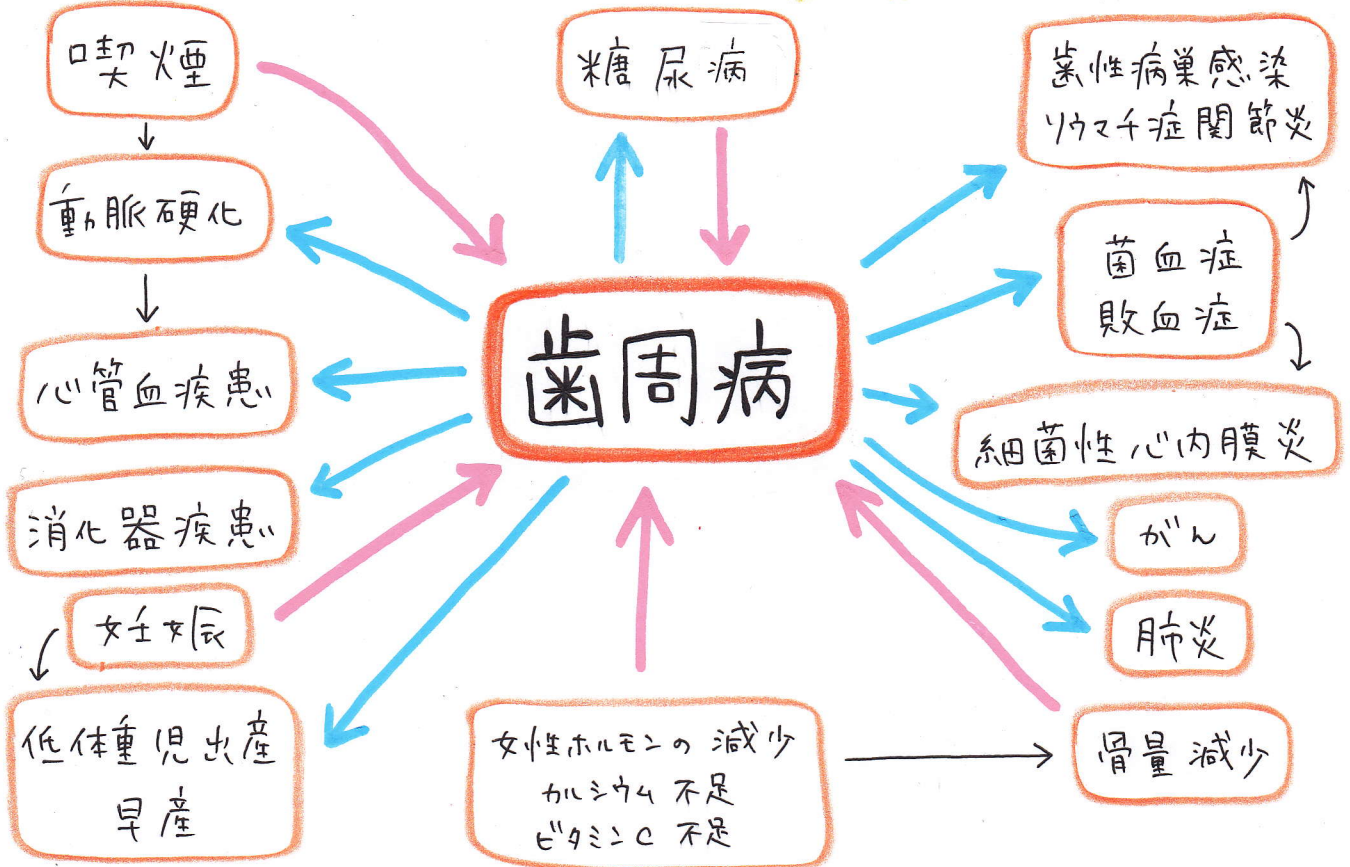 喫煙
糖尿病
歯性病巣感染
リウマチ症関節炎
動脈硬化
菌血症
敗血症
歯周病
心管血疾患
細菌性心内膜炎
消化器疾患
がん
妊娠
肺炎
低体重児出産
早産
女性ホルモンの減少
カルシウム不足
ビタミンC不足
骨量減少